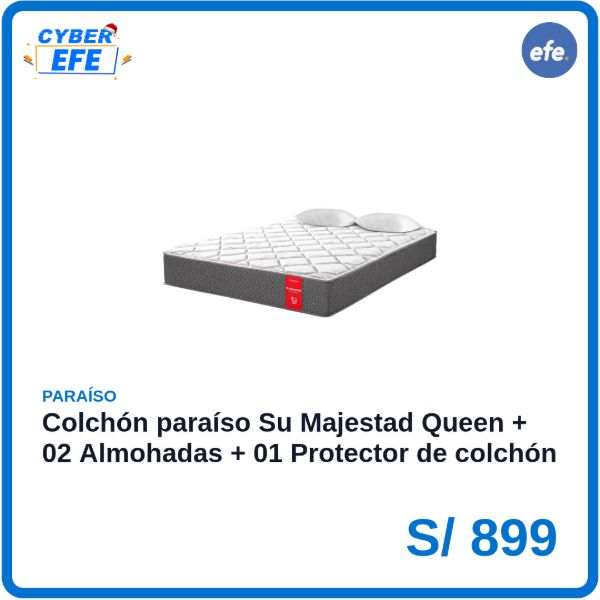 CYBER
EFE
efe.
PARAÍSO
Colchón paraíso Su Majestad Queen +
02 Almohadas + 01 Protector de colchón
S/ 899